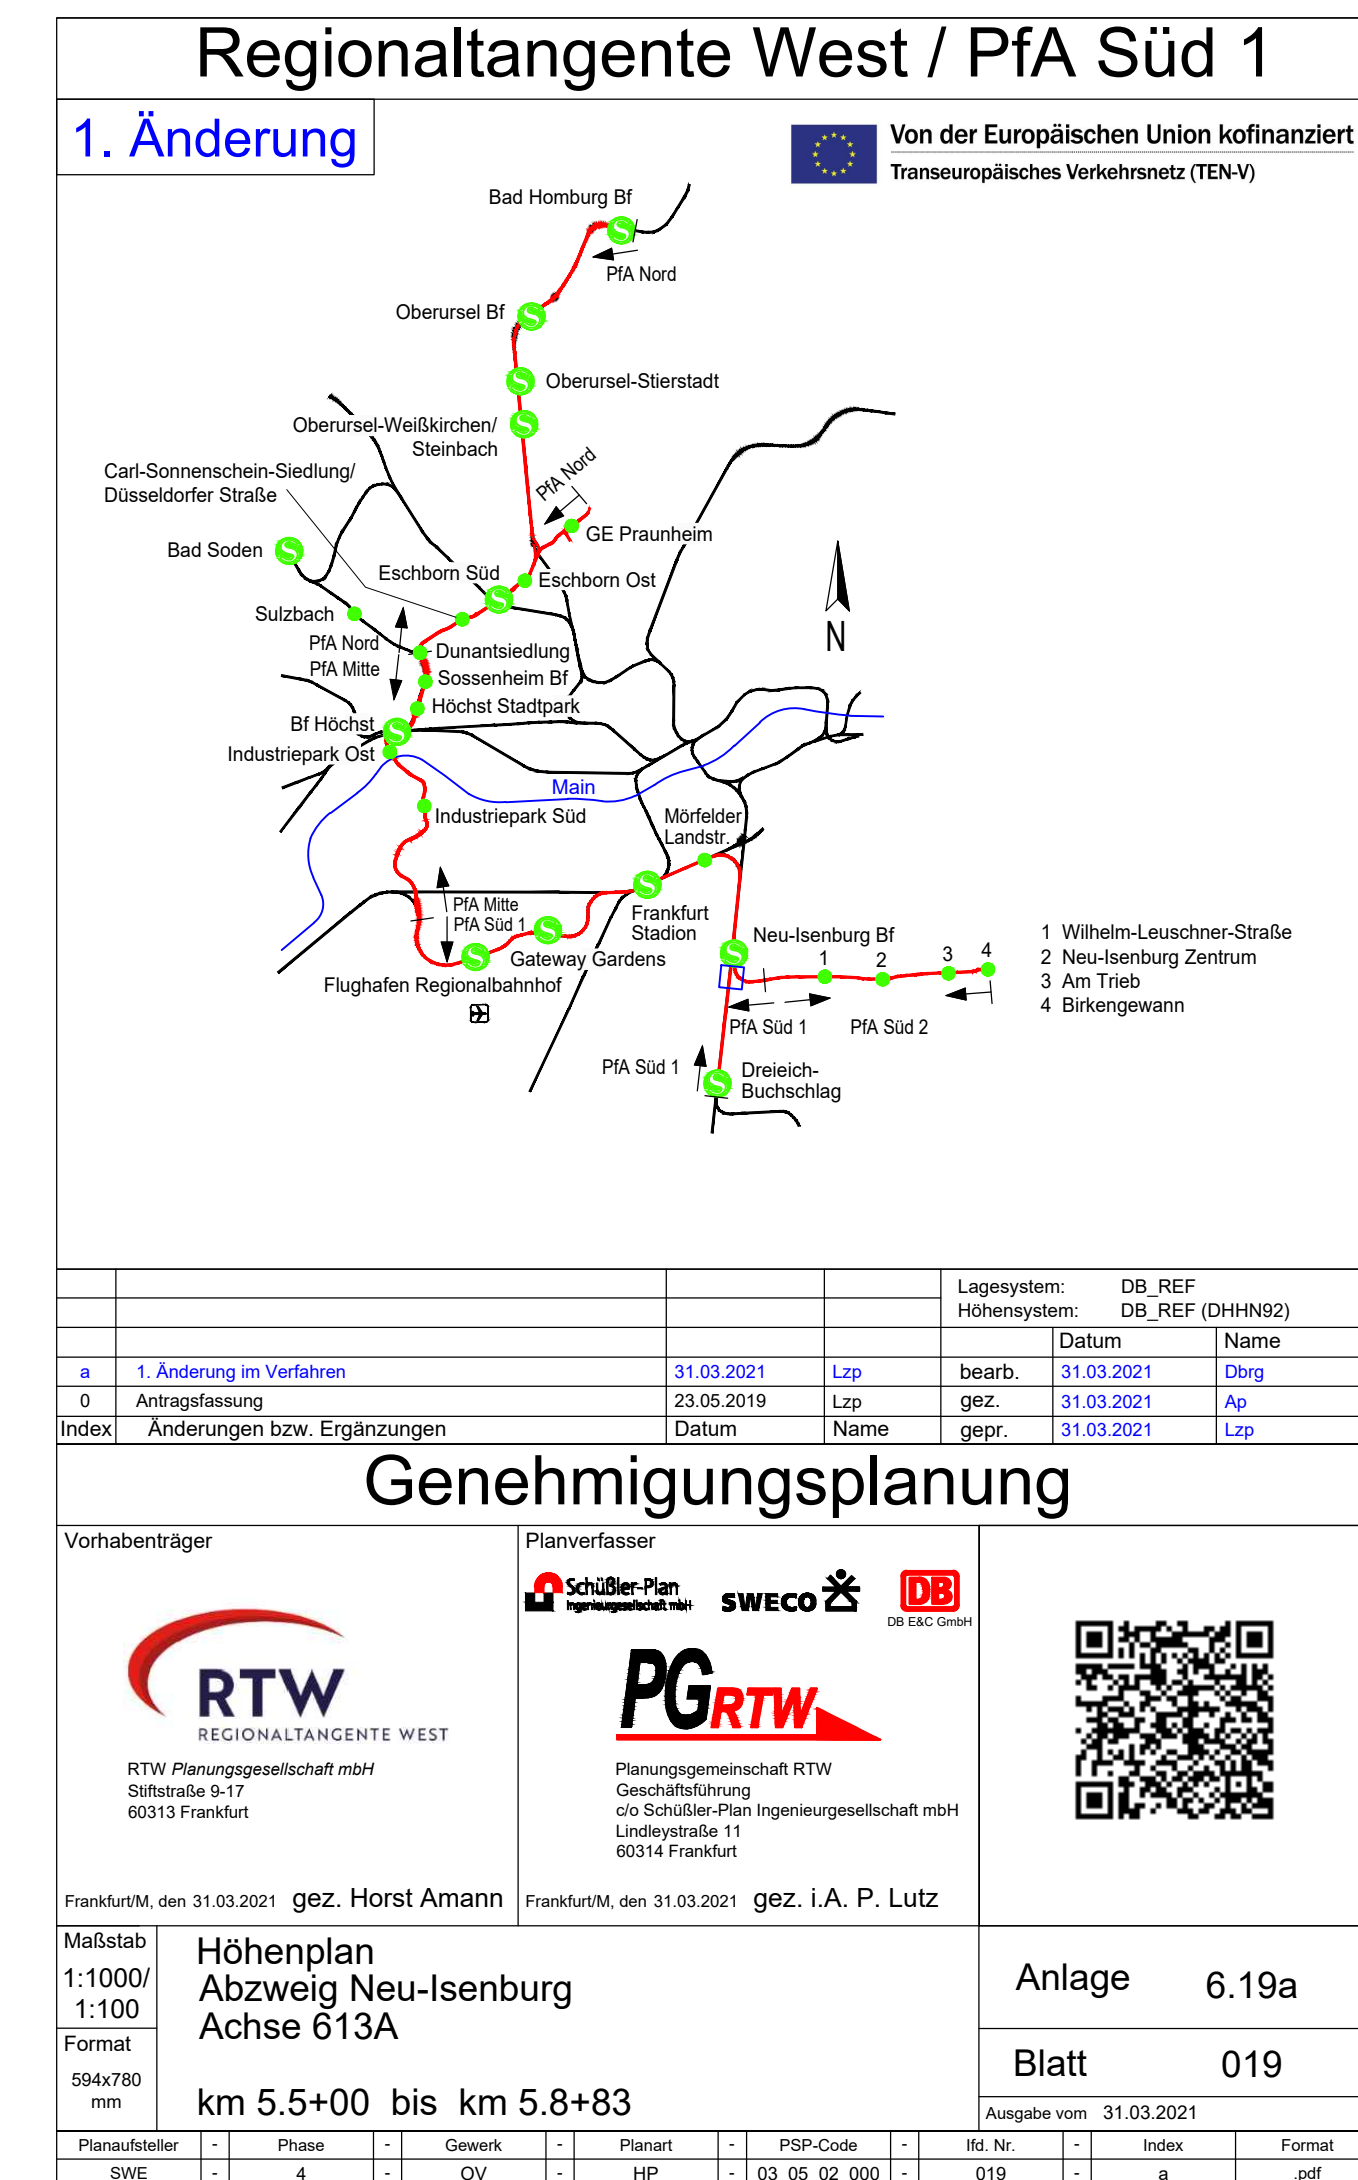 Regionaltangente West / PfA Süd 1
1. Änderung
Von der Europäischen Union kofinanziert
Transeuropäisches Verkehrsnetz (TEN-V)
Bad Homburg Bf
PfA Nord
Oberursel Bf
Oberursel-Stierstadt
Oberursel-Weißkirchen/
Steinbach
Carl-Sonnenschein-Siedlung/
Düsseldorfer Straße
PfA Nord
GE Praunheim
Bad Soden
Eschborn Süd
Eschborn Ost
Sulzbach
PfA Nord
PfA Mitte
Dunantsiedlung
Sossenheim Bf
Höchst Stadtpark
Bf Höchst
Industriepark Ost
N
Main
Industriepark Süd
Mörfelder
Landstr.
PfA Mitte
PfA Süd 1
Frankfurt
Stadion
Gateway Gardens
Flughafen Regionalbahnhof
Neu-Isenburg Bf
1 2 3 4
1 Wilhelm-Leuschner-Straße
2 Neu-Isenburg Zentrum
3 Am Trieb
4 Birkengewann
PfA Süd 1 PfA Süd 2
PfA Süd 1
Dreieich-
Buchschlag
Lagesystem: DB_REF
Höhensystem: DB_REF (DHHN92)
Datum Name
a 1. Änderung im Verfahren 31.03.2021 Lzp bearb. 31.03.2021 Dbrg
0 Antragsfassung 23.05.2019 Lzp gez. 31.03.2021 Ap
Index Änderungen bzw. Ergänzungen Datum Name gepr. 31.03.2021 Lzp
Genehmigungsplanung
Vorhabenträger
RTW
REGIONALTANGENTE WEST
RTW Planungsgesellschaft mbH
Stiftstraße 9-17
60313 Frankfurt
Frankfurt/M, den 31.03.2021 gez. Horst Amann
Planverfasser
Schüßler-Plan
Ingenieurgesellschaft mbH
SWECO
DB
DB E&C GmbH
PGRTW
Planungsgemeinschaft RTW
Geschäftsführung
c/o Schüßler-Plan Ingenieurgesellschaft mbH
Lindleystraße 11
60314 Frankfurt
Frankfurt/M, den 31.03.2021 gez. i.A. P. Lutz
Maßstab
1:1000/
1:100
Format
594x780
mm
Höhenplan
Abzweig Neu-Isenburg
Achse 613A
km 5.5+00 bis km 5.8+83
Anlage 6.19a
Blatt 019
Ausgabe vom 31.03.2021
Planaufsteller - Phase - Gewerk - Planart - PSP-Code - lfd. Nr. - Index Format
SWE - 4 - OV - HP - 03_05_02_000 - 019 - a .pdf